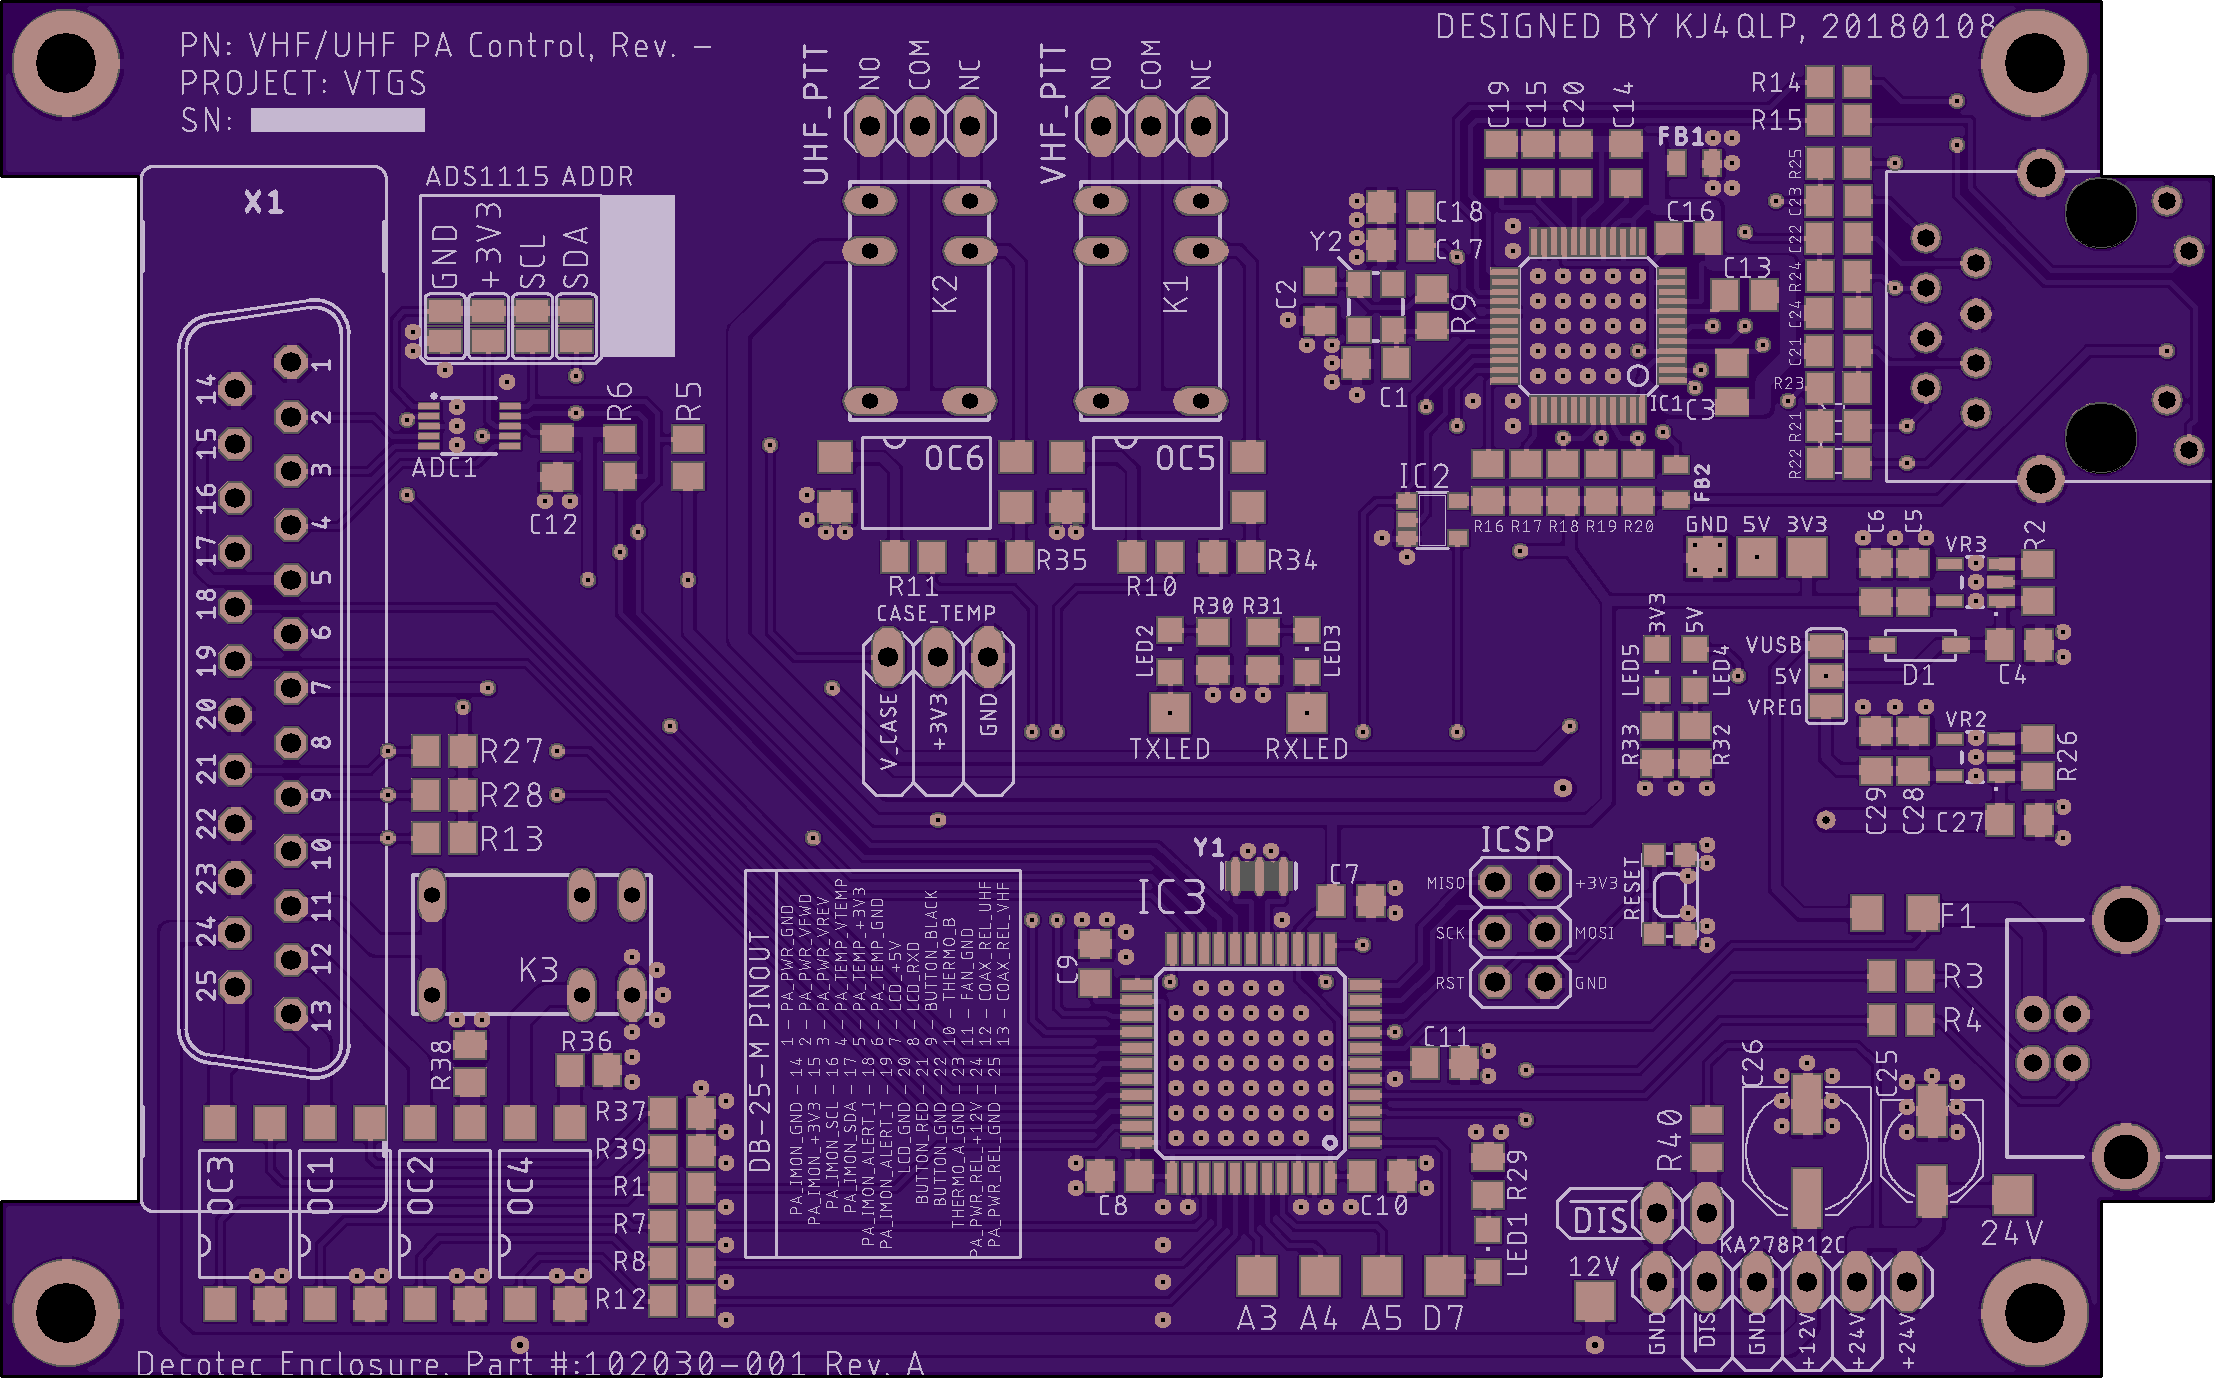 PN: VHF/UHF PA Control, Rev. -
PROJECT: VTGS
SN:
DESIGNED BY KJ4QLP, 20180108
UHF_PTT
NO
COM
NC
VHF_PTT
NO
COM
NC
X1
ADS1115 ADDR
GND
+3V3
SCL
SDA
ADC1
C12
R6
R5
K2
K1
OC6
OC5
R11
R35
R10
R34
C19
C15
C20
C14
FB1
C16
C13
C18
C17
Y2
C2
R9
C1
IC1
C3
IC2
FB2
R16
R17
R18
R19
R20
R14
R15
R25
C23
C22
R24
C24
C21
R23
R21
R22
GND
5V
3V3
C6
C5
VR3
R2
14
15
16
17
18
19
20
21
22
23
24
25
1
2
3
4
5
6
7
8
9
10
11
12
13
CASE_TEMP
V_CASE
+3V3
GND
R30
R31
LED2
LED3
TXLED
RXLED
3V3
5V
LED5
LED4
R33
R32
VUSB
5V
VREG
D1
C4
VR2
R26
C29
C28
C27
R27
R28
R13
K3
R38
R36
DB-25-M PINOUT
1 - PA_PWR_GND
2 - PA_PWR_VFWD
3 - PA_PWR_VREV
4 - PA_TEMP_VTEMP
5 - PA_TEMP_+3V3
6 - PA_TEMP_GND
7 - LCD_+5V
8 - LCD_RXD
9 - BUTTON_BLACK
10 - THERMO_B
11 - FAN_GND
12 - COAX_REL_UHF
13 - COAX_REL_VHF
PA_IMON_GND - 14
PA_IMON_+3V3 - 15
PA_IMON_SCL - 16
PA_IMON_SDA - 17
PA_IMON_ALERT_I - 18
PA_IMON_ALERT_T - 19
LCD_GND - 20
BUTTON_RED - 21
BUTTON_GND - 22
THERMO_A_GND - 23
PA_PWR_REL_+12V - 24
PA_PWR_REL_GND - 25
Y1
IC3
C7
C9
C11
C8
C10
ICSP
MISO
+3V3
SCK
MOSI
RST
GND
RESET
F1
R3
R4
C26
C25
R40
R29
LED1
OC3
OC1
OC2
OC4
R37
R39
R1
R7
R8
R12
A3
A4
A5
D7
DIS
KA278R12C
12V
24V
GND
DIS
GND
+12V
+24V
+24V
Decotec Enclosure, Part #:102030-001 Rev. A